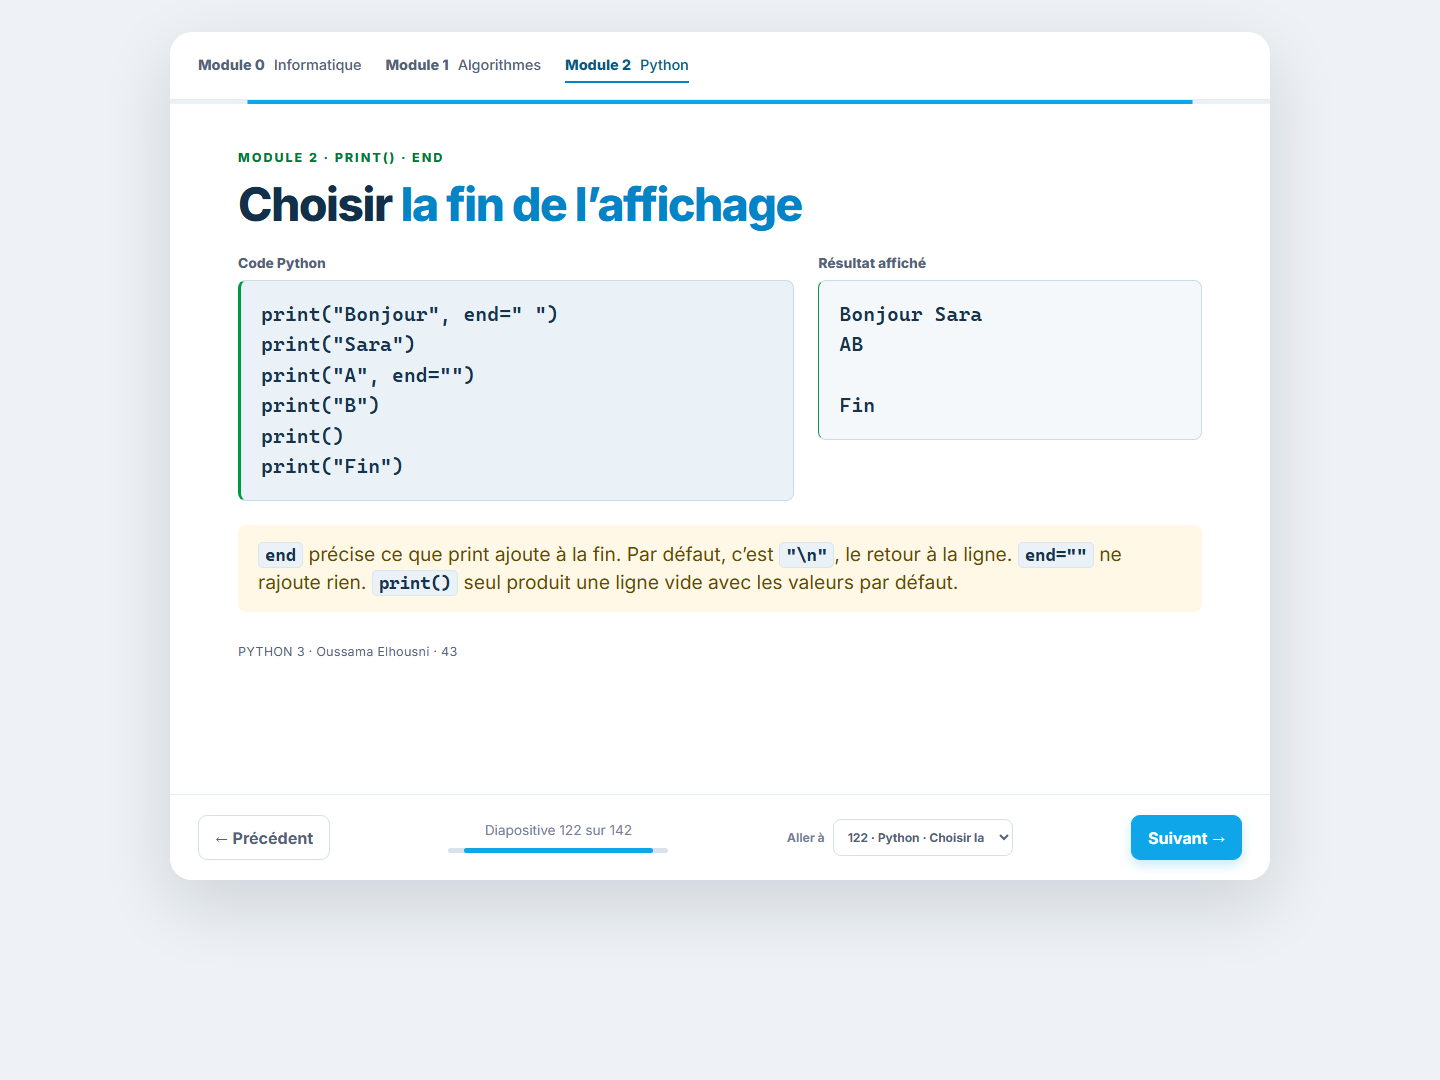 Module 0 Informatique Module 1 Algorithmes Module 2 Python
MODULE 2 · PRINT() · END
Choisir la fin de l’affichage
Code Python
print("Bonjour", end=" ")
print("Sara")
print("A", end="")
print("B")
print()
print("Fin")
Résultat affiché
Bonjour Sara
AB
Fin
end précise ce que print ajoute à la fin. Par défaut, c’est "\n", le retour à la ligne. end="" ne
rajoute rien. print() seul produit une ligne vide avec les valeurs par défaut.
PYTHON 3 · Oussama Elhousni · 43
← Précédent
Diapositive 122 sur 142
Aller à
122 · Python · Choisir la
Suivant →